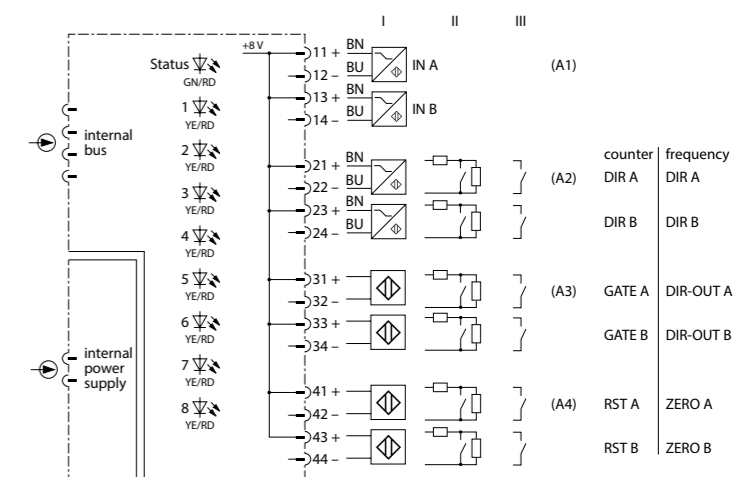 I II III
+8 V
Status
GN/RD
1
YE/RD
2
YE/RD
3
YE/RD
4
YE/RD
5
YE/RD
6
YE/RD
7
YE/RD
8
YE/RD
internal
bus
internal
power
supply
11 + BN
12 – BU
IN A
(A1)
13 + BN
14 – BU
IN B
counter frequency
21 + BN
22 – BU
(A2) DIR A DIR A
23 + BN
24 – BU
DIR B DIR B
31 +
32 –
(A3) GATE A DIR-OUT A
33 +
34 –
GATE B DIR-OUT B
41 +
42 –
(A4) RST A ZERO A
43 +
44 –
RST B ZERO B